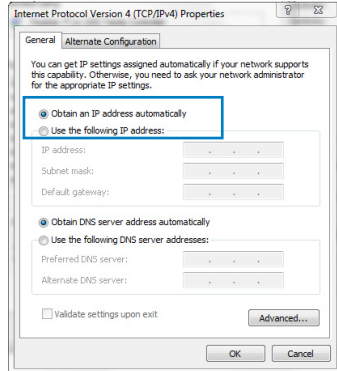 Internet Protocol Version 4 (TCP/IPv4) Properties
General
Alternate Configuration
You can get IP settings assigned automatically if your network supports
this capability. Otherwise, you need to ask your network administrator
for the appropriate IP settings.
Obtain an IP address automatically
Use the following IP address:
IP address:
Subnet mask:
Default gateway:
Obtain DNS server address automatically
Use the following DNS server addresses:
Preferred DNS server:
Alternate DNS server:
Validate settings upon exit
Advanced...
OK
Cancel